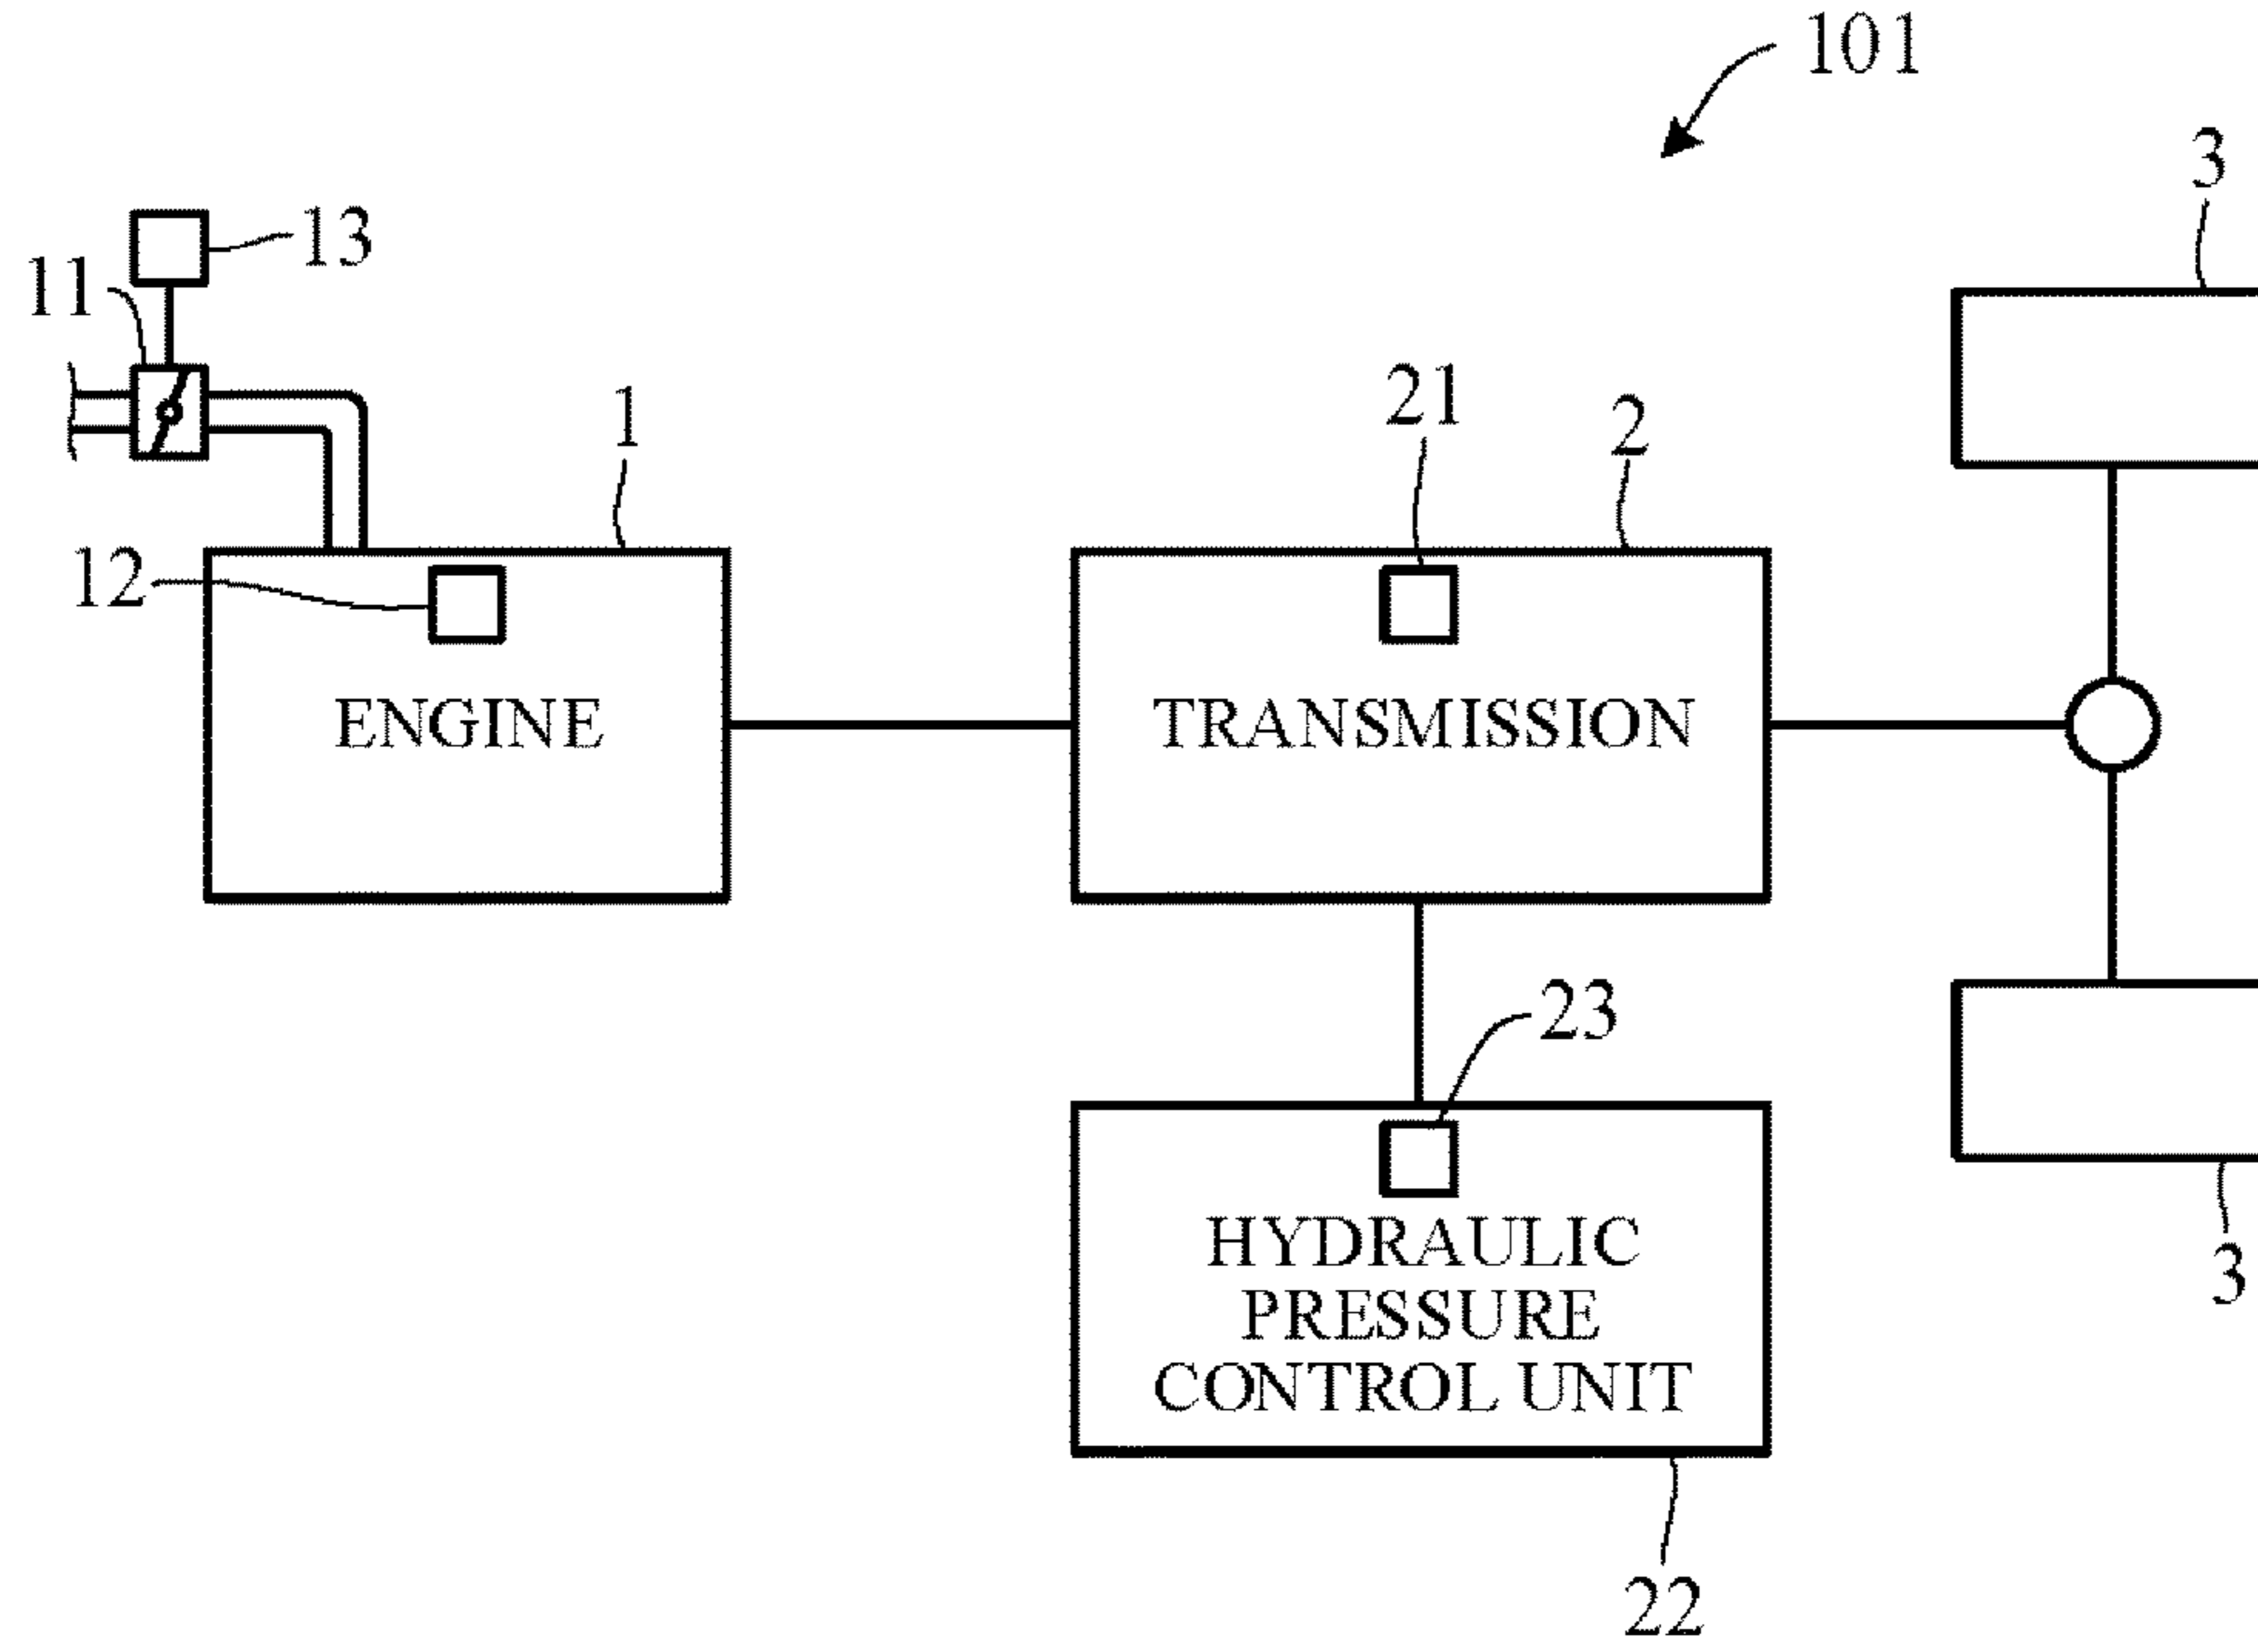 101
3
13
11
1
21
2
12
ENGINE
TRANSMISSION
23
HYDRAULIC
PRESSURE
CONTROL UNIT
3
22